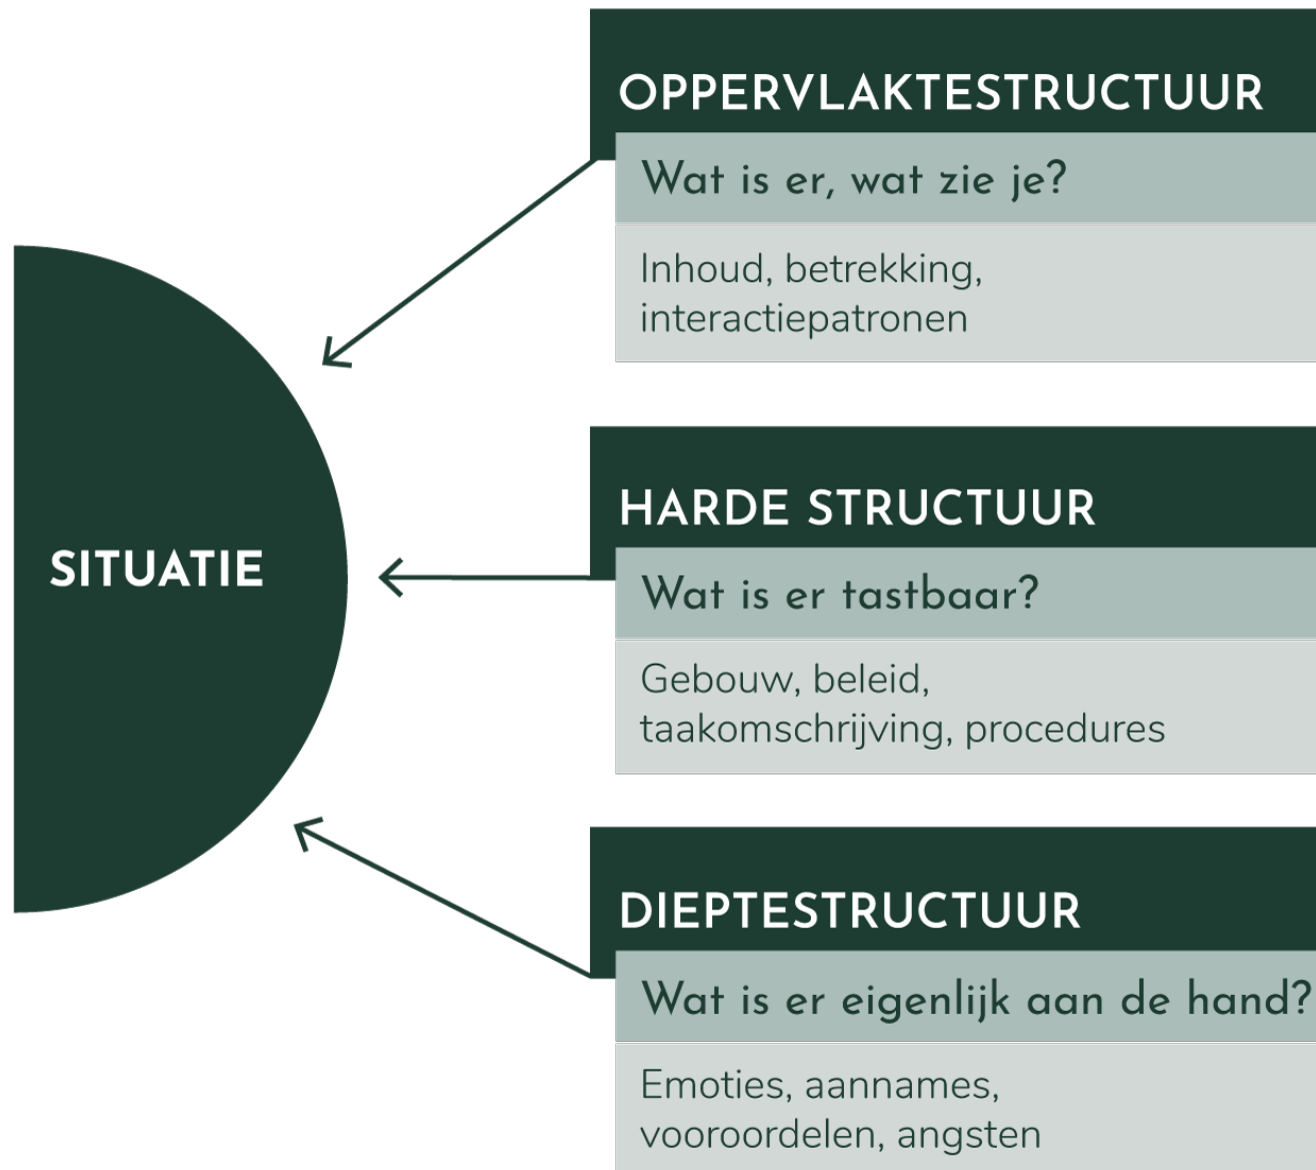 OPPERVLAKTESTRUCTUUR
Wat is er, wat zie je?
Inhoud, betrekking,
interactiepatronen
SITUATIE
HARDE STRUCTUUR
Wat is er tastbaar?
Gebouw, beleid,
taakomschrijving, procedures
DIEPTESTRUCTUUR
Wat is er eigenlijk aan de hand?
Emoties, aannames,
vooroordelen, angsten